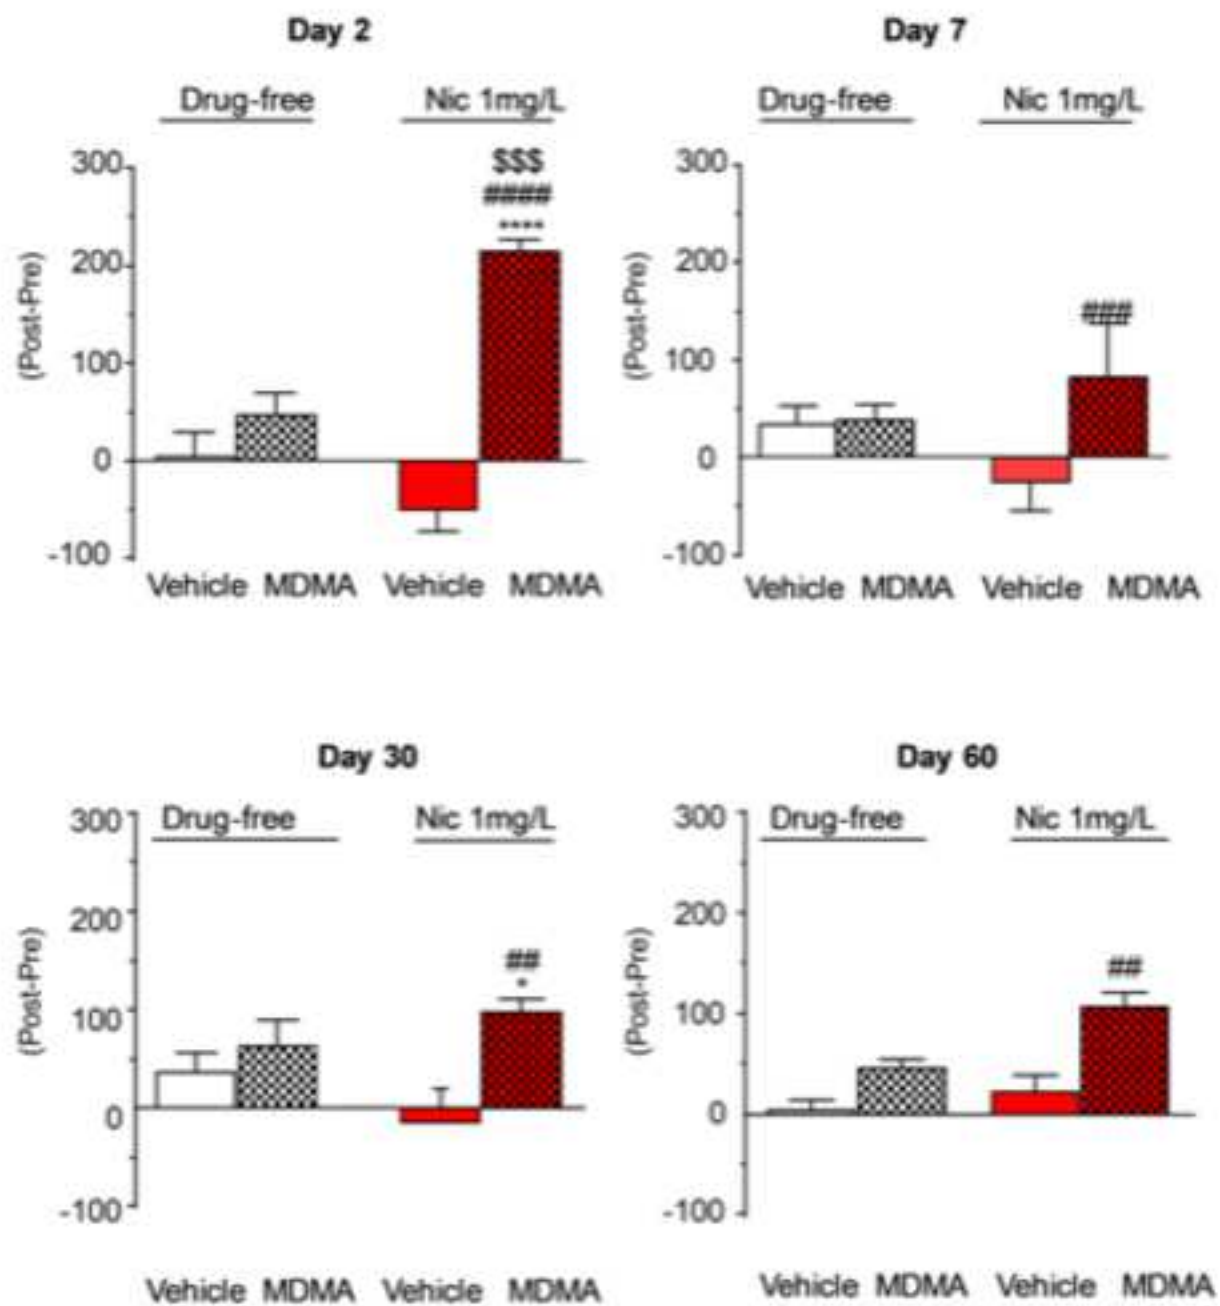 Day 2
Drug-free Nic 1mg/L
$$$
####
****
300
200
100
0
-100
(Post-Pre)
Vehicle MDMA Vehicle MDMA
Day 7
Drug-free Nic 1mg/L
###
300
200
100
0
-100
(Post-Pre)
Vehicle MDMA Vehicle MDMA
Day 30
Drug-free Nic 1mg/L
##
*
300
200
100
0
-100
(Post-Pre)
Vehicle MDMA Vehicle MDMA
Day 60
Drug-free Nic 1mg/L
##
300
200
100
0
-100
(Post-Pre)
Vehicle MDMA Vehicle MDMA